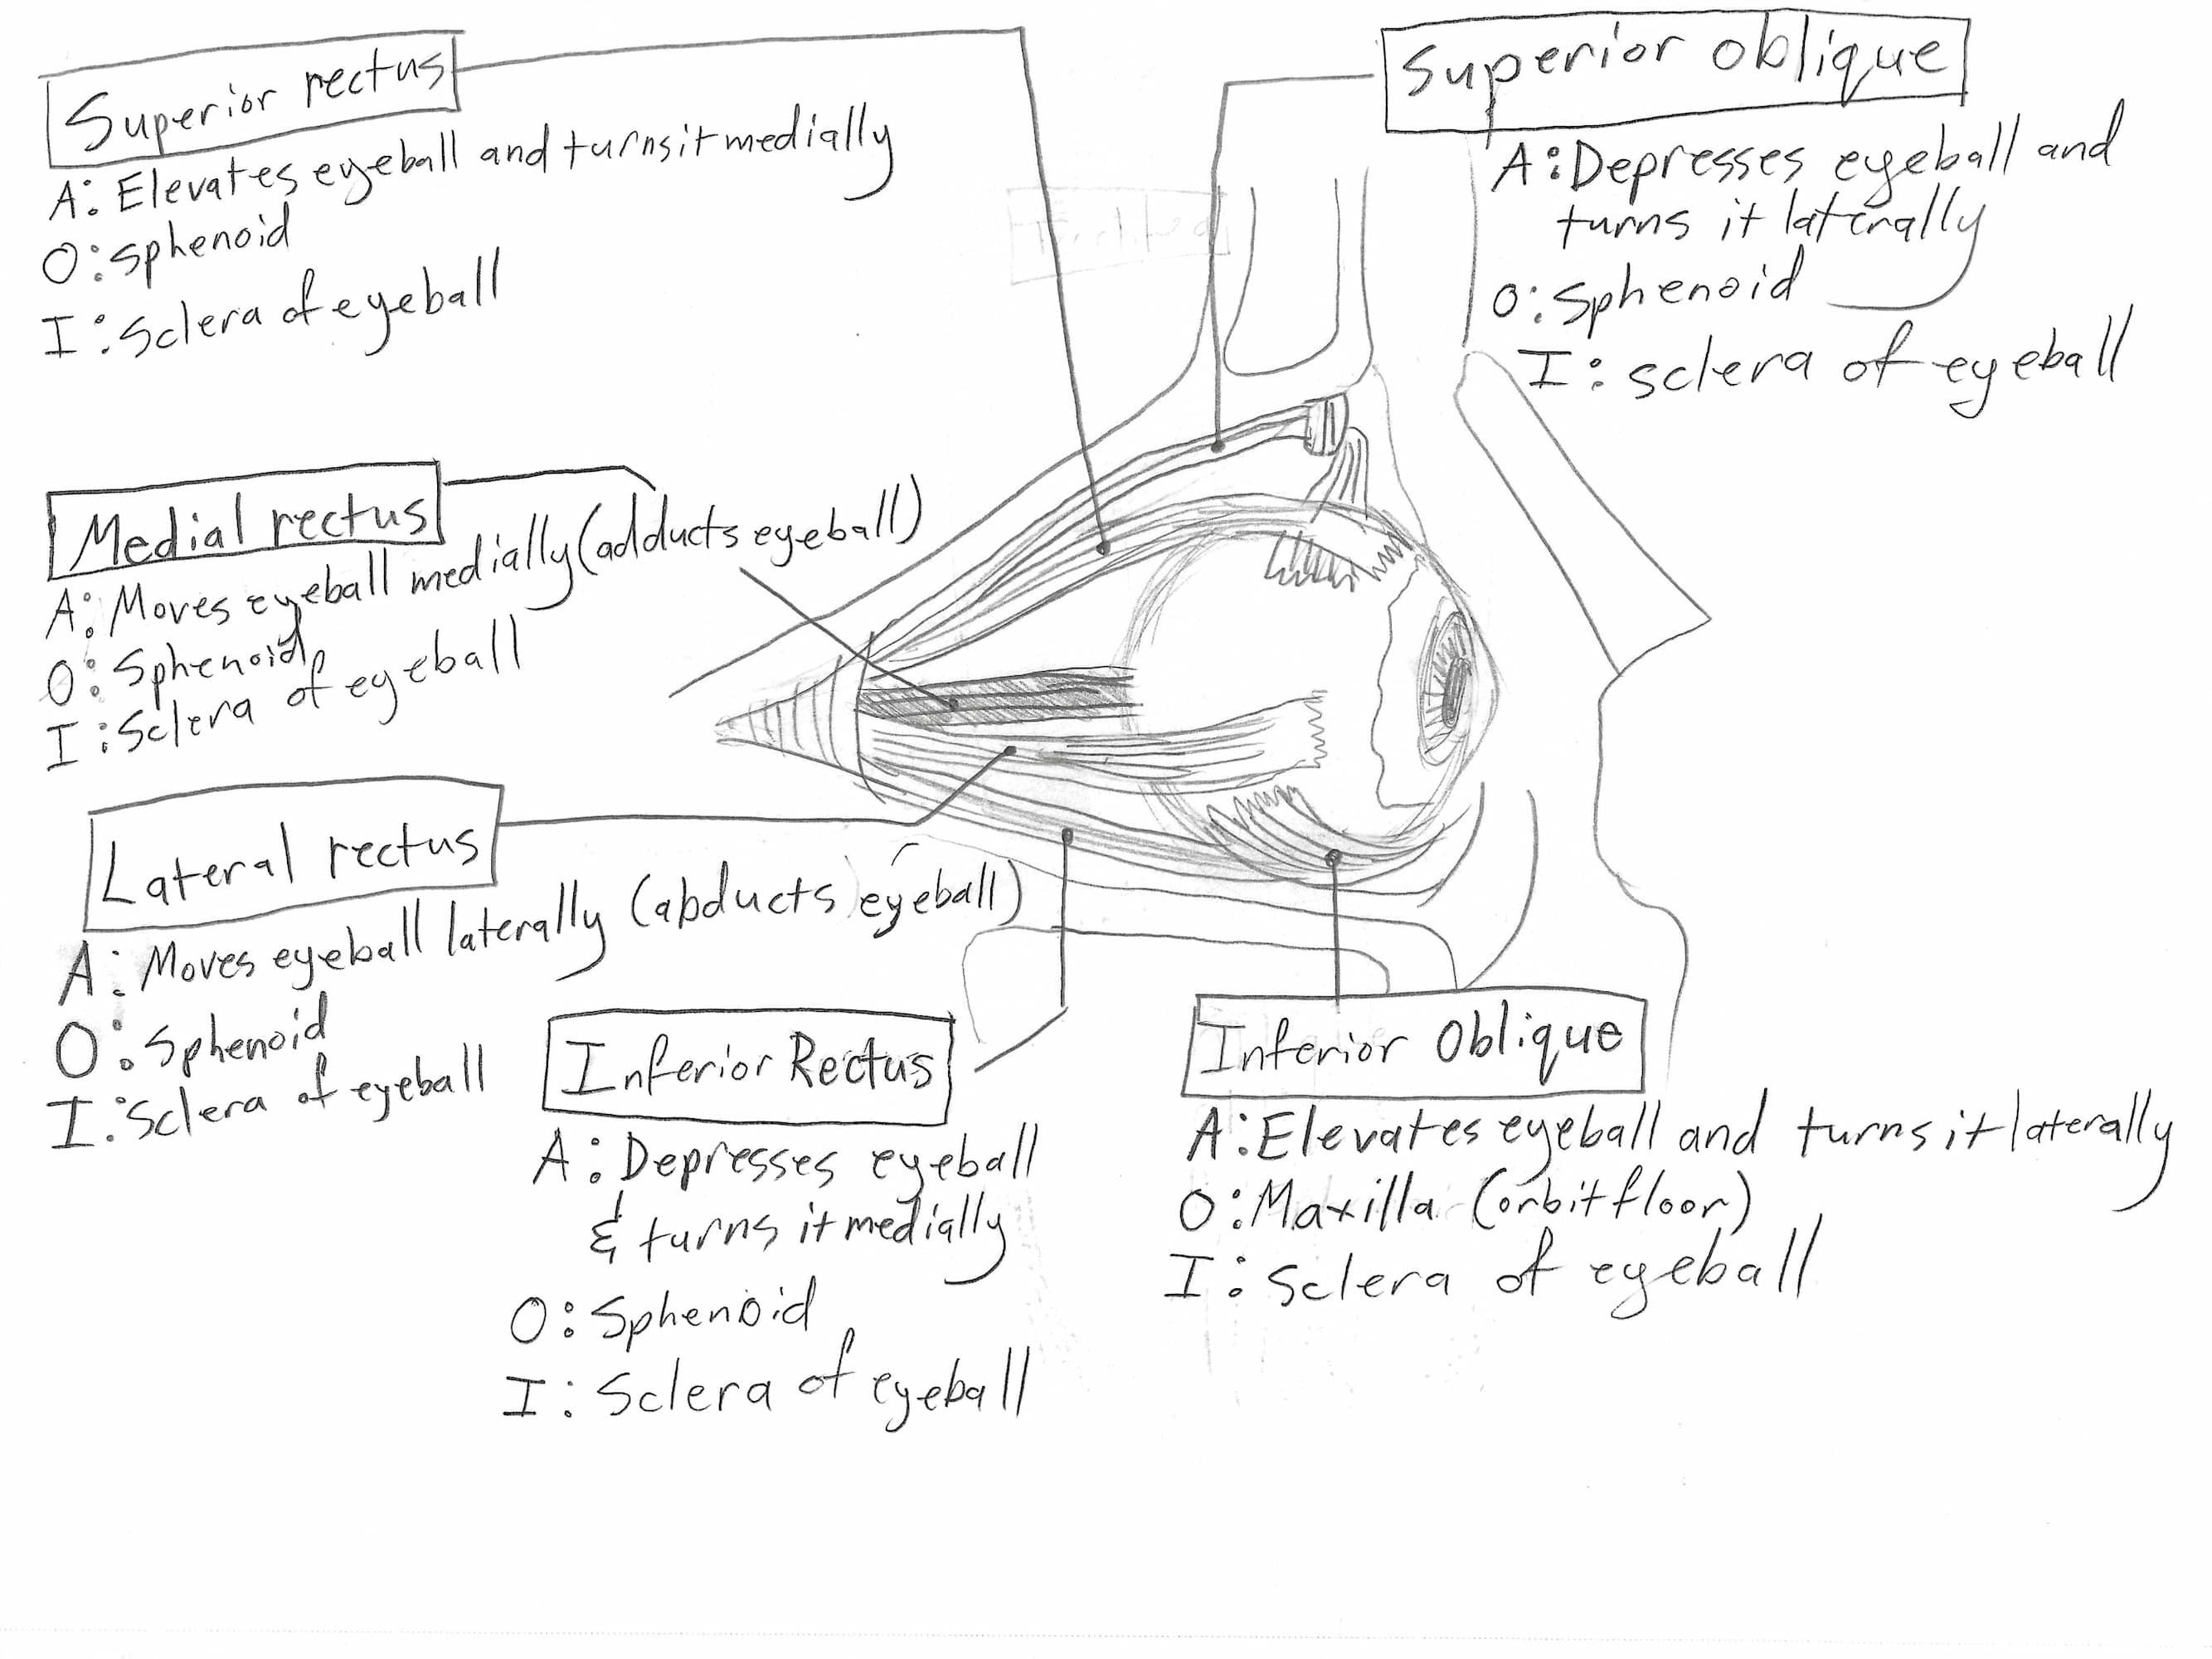 Superior rectus
A: Elevates eyeball and turns it medially
O: sphenoid
I: sclera of eyeball
Superior oblique
A: Depresses eyeball and
turns it laterally
O: Sphenoid
I: sclera of eyeball
Medial rectus
A: Moves eyeball medially (adducts eyeball)
O: Sphenoid
I: Sclera of eyeball
Lateral rectus
A: Moves eyeball laterally (abducts eyeball)
O: Sphenoid
I: Sclera of eyeball
Inferior Rectus
A: Depresses eyeball
& turns it medially
O: Sphenoid
I: Sclera of eyeball
Inferior Oblique
A: Elevates eyeball and turns it laterally
O: Maxilla (orbit floor)
I: Sclera of eyeball